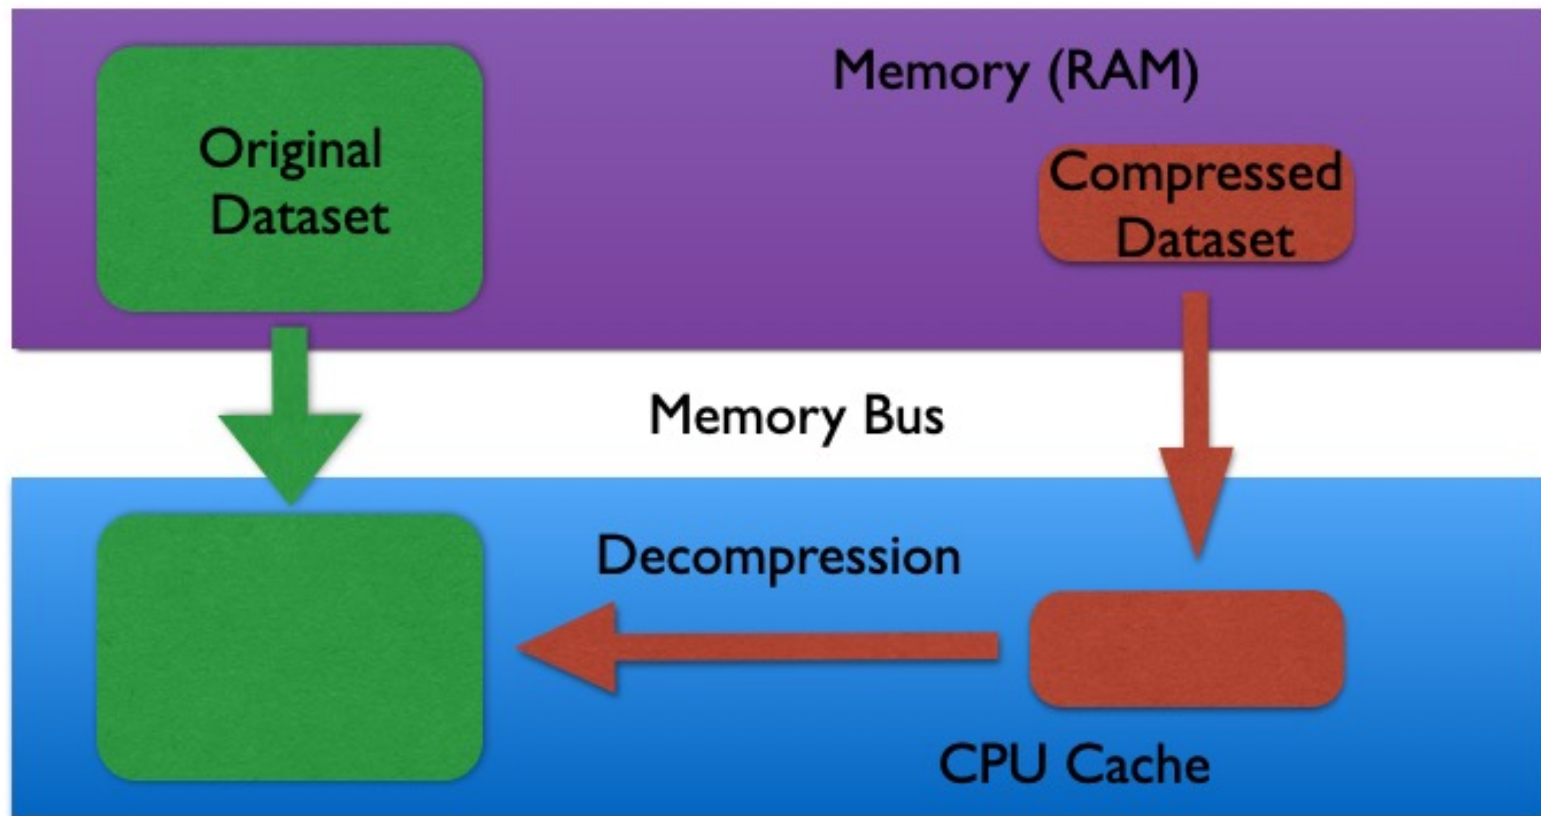 Memory (RAM)
Original
Dataset
Compressed
Dataset
Memory Bus
Decompression
CPU Cache